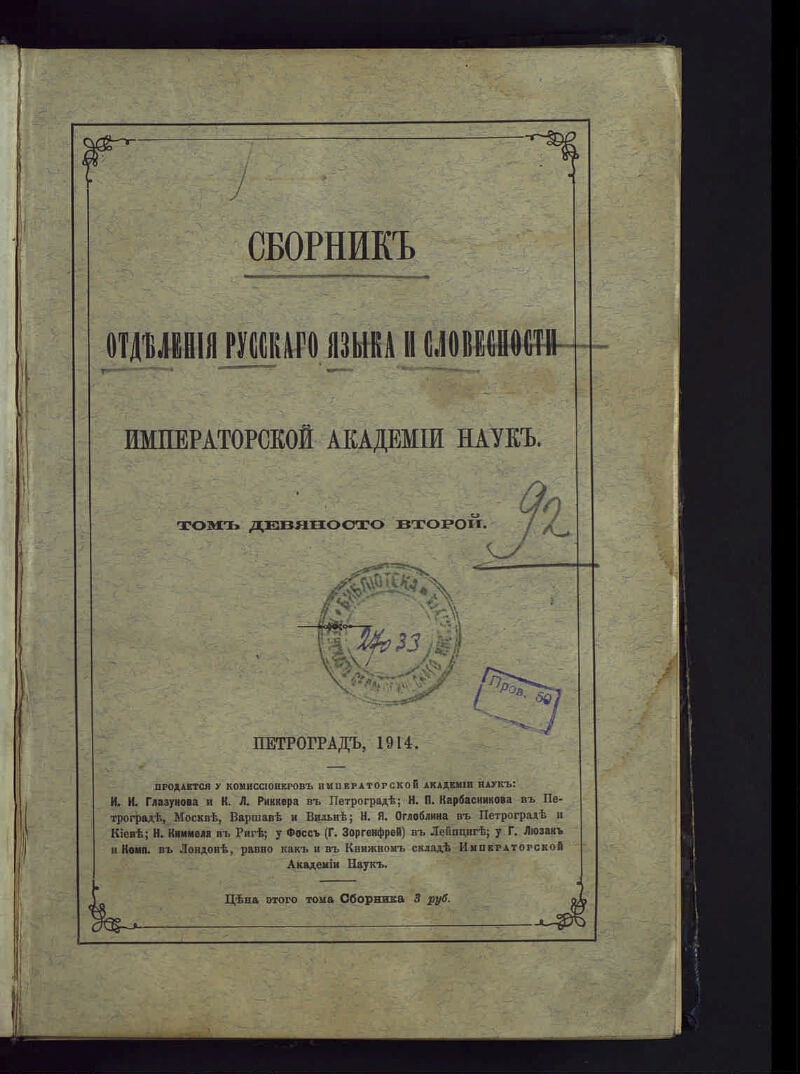 СБОРНИКЪ
ОТДѢЛЕНІЯ РУССКАГО ЯЗЫКА И СЛОВЕСНОСТИ
ИМПЕРАТОРСКОЙ АКАДЕМІИ НАУКЪ.
ТОМЪ ДЕВЯНОСТО ВТОРОЙ.
92
БИБЛІОТЕКА
33
Пров. 50
ПЕТРОГРАДЪ, 1914.
ПРОДАЕТСЯ У КОМИССІОНЕРОВЪ ИМПЕРАТОРСКОЙ АКАДЕМІИ НАУКЪ:
И. И. Глазунова и К. Л. Риккера въ Петроградѣ; Н. П. Карбасникова въ Пе-
троградѣ, Москвѣ, Варшавѣ и Вильнѣ; Н. Я. Оглоблина въ Петроградѣ и
Кіевѣ; Н. Киммеля въ Ригѣ; у Фоссъ (Г. Зоргенфрей) въ Лейпцигѣ; у Г. Люзакъ
и Комп. въ Лондонѣ, равно какъ и въ Книжномъ складѣ ИМПЕРАТОРСКОЙ
Академіи Наукъ.
Цѣна этого тома Сборника 3 руб.